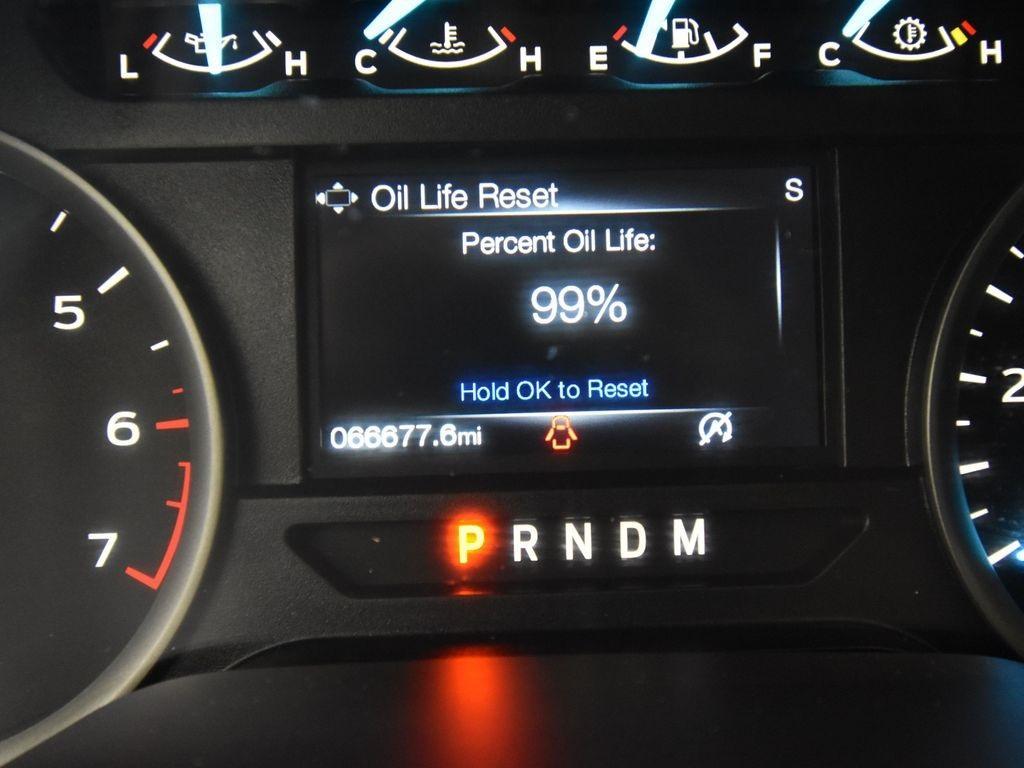 L H C H E F C H
Oil Life Reset S
Percent Oil Life:
99%
Hold OK to Reset
066677.6mi
5
6
7
2
P R N D M